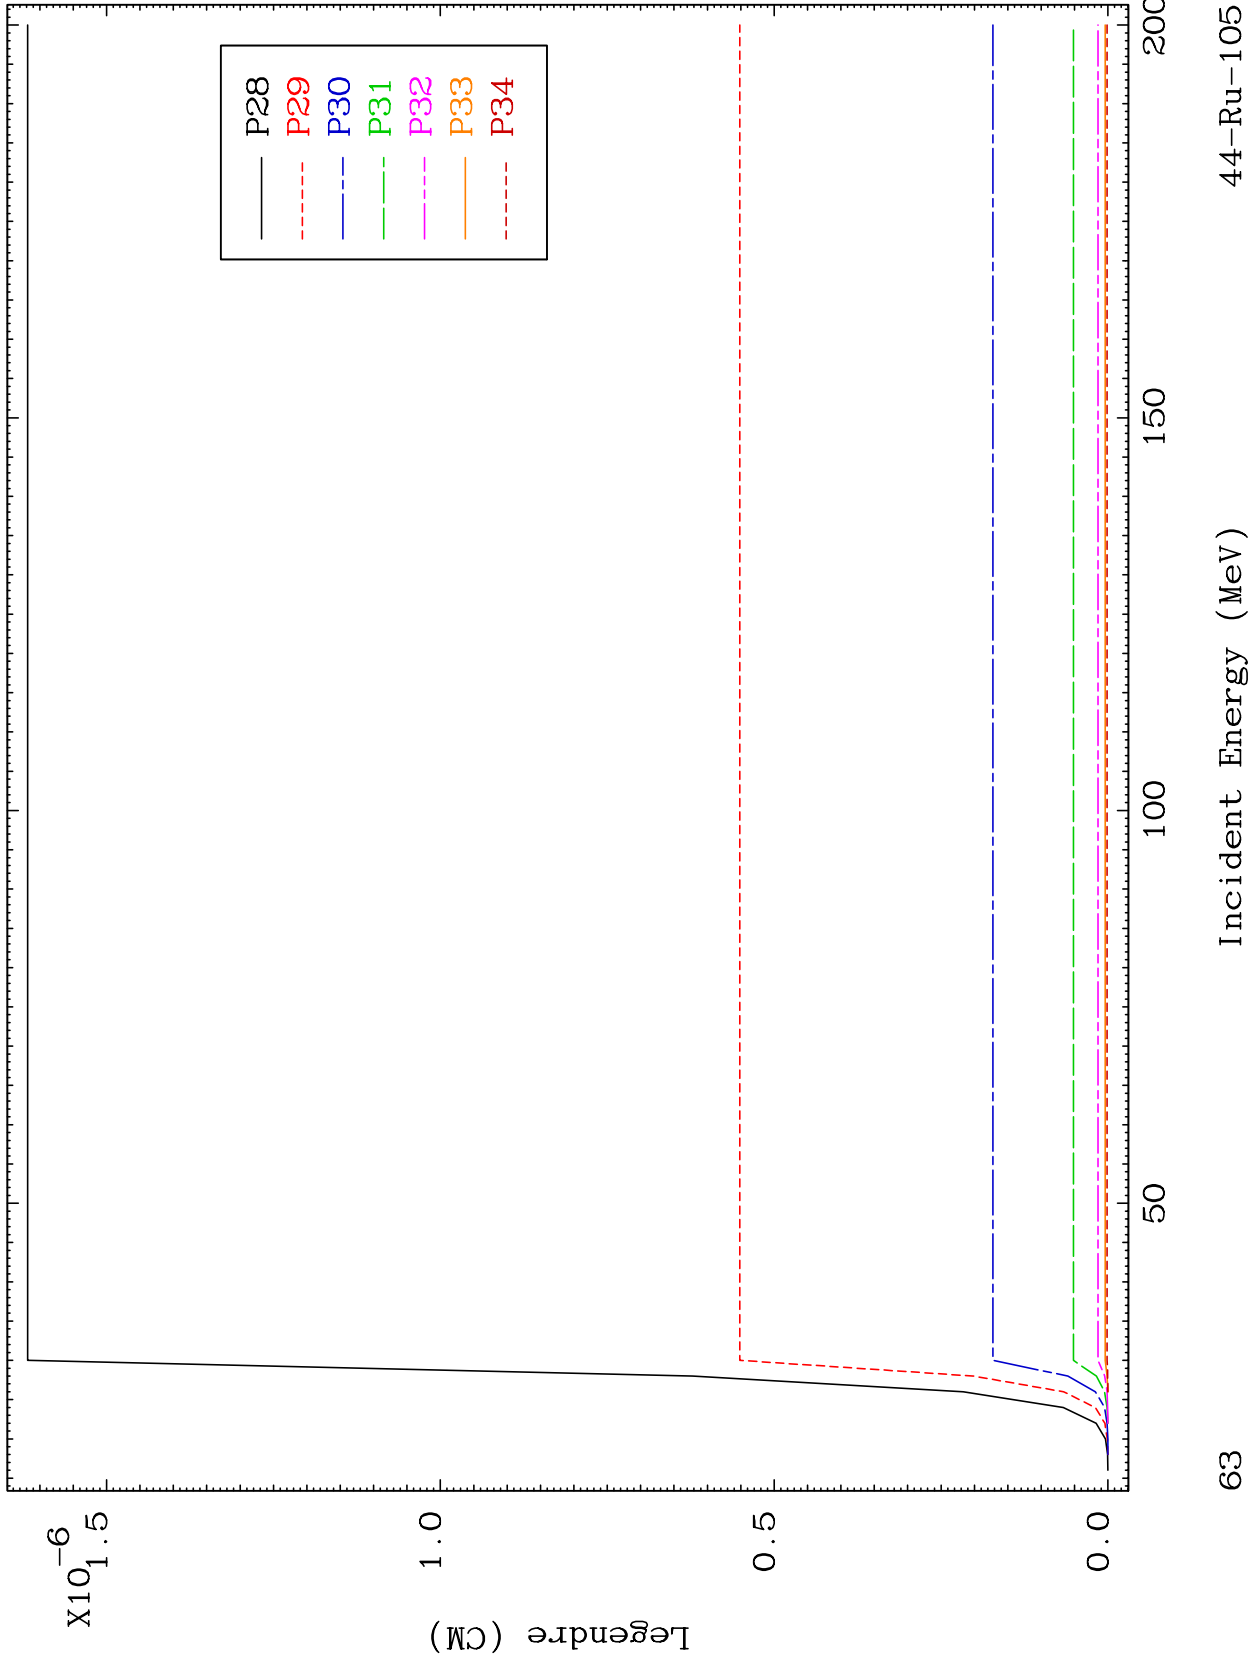 X10-6
1.5
1.0
0.5
0.0
Legendre (CM)
P28
P29
P30
P31
P32
P33
P34
50
100
150
200
Incident Energy (MeV)
63
44-Ru-105